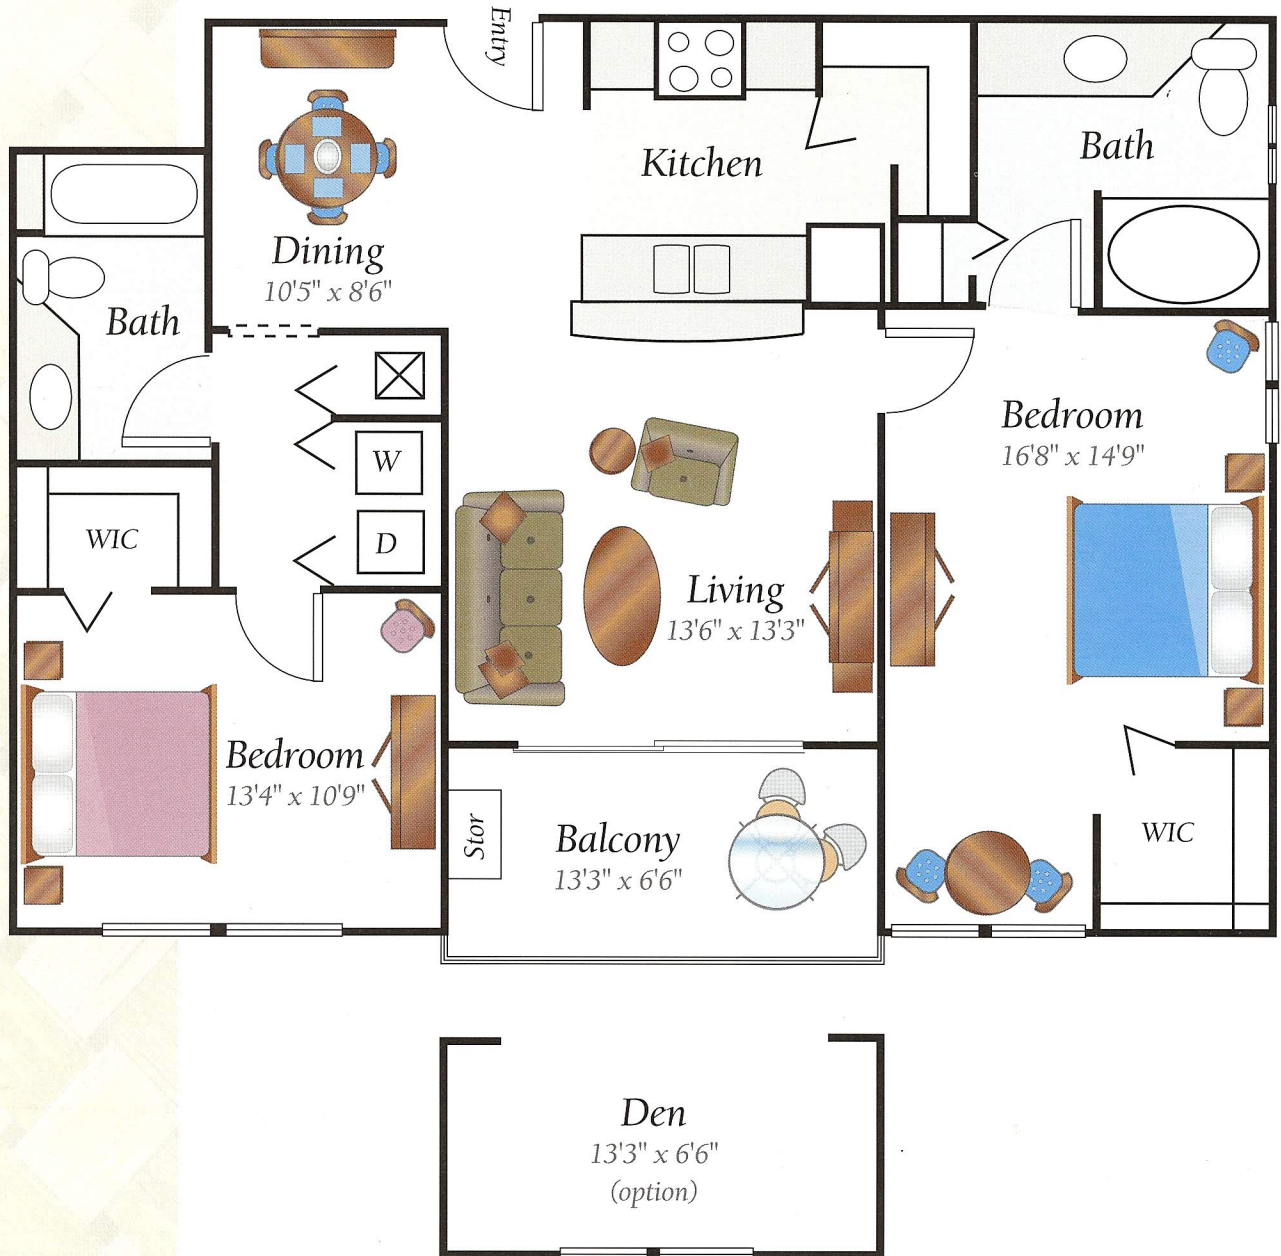 Entry
Kitchen
Bath
Dining
10'5" x 8'6"
Bath
Bedroom
16'8" x 14'9"
W
D
WIC
Living
13'6" x 13'3"
Bedroom
13'4" x 10'9"
Stor
Balcony
13'3" x 6'6"
WIC
Den
13'3" x 6'6"
(option)